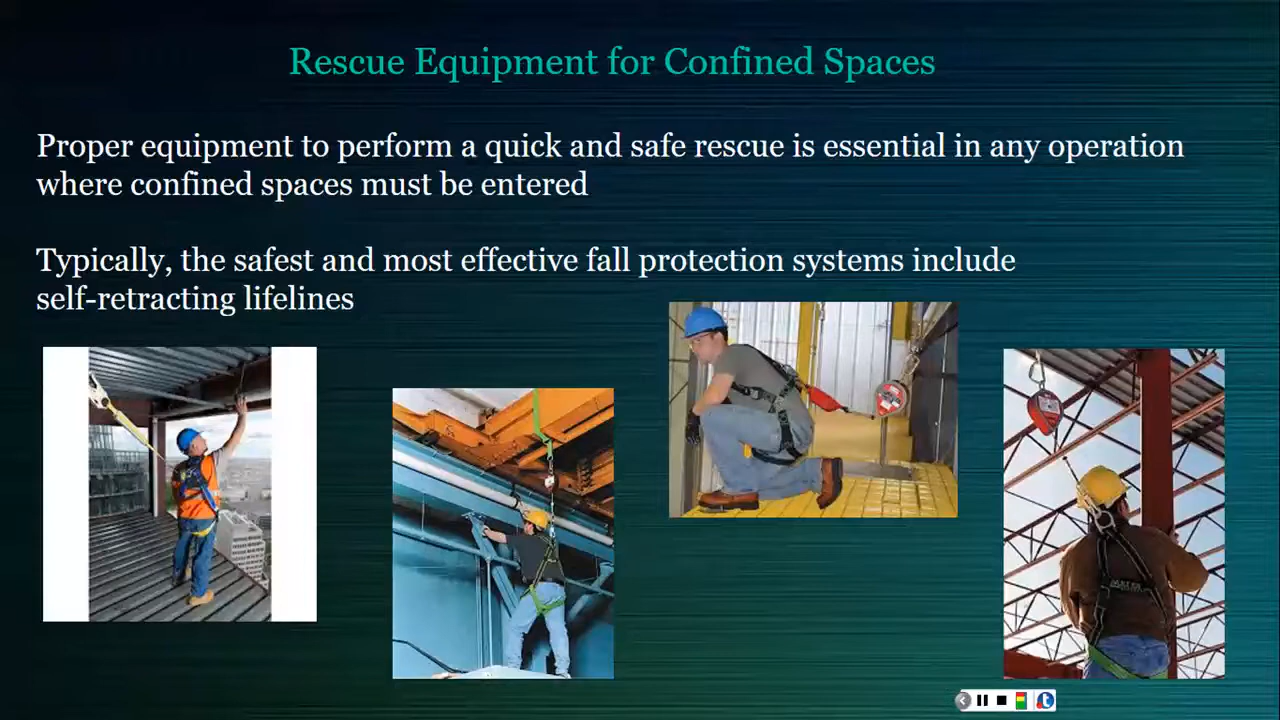 Rescue Equipment for Confined Spaces
Proper equipment to perform a quick and safe rescue is essential in any operation
where confined spaces must be entered
Typically, the safest and most effective fall protection systems include
self-retracting lifelines